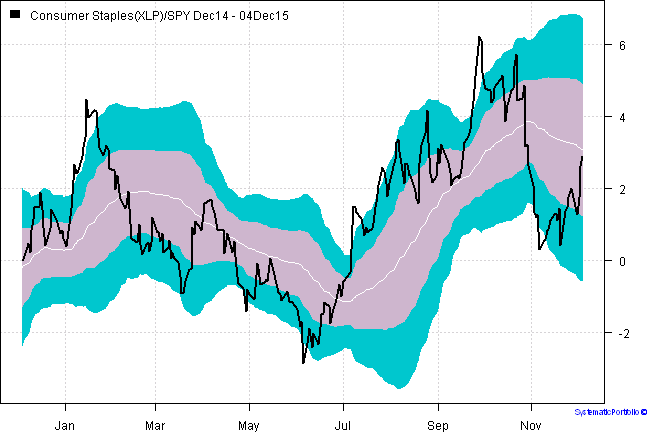 Consumer Staples(XLP)/SPY Dec14 - 04Dec15
6
4
2
0
-2
Jan Mar May Jul Sep Nov
SystematicPortfolio ©